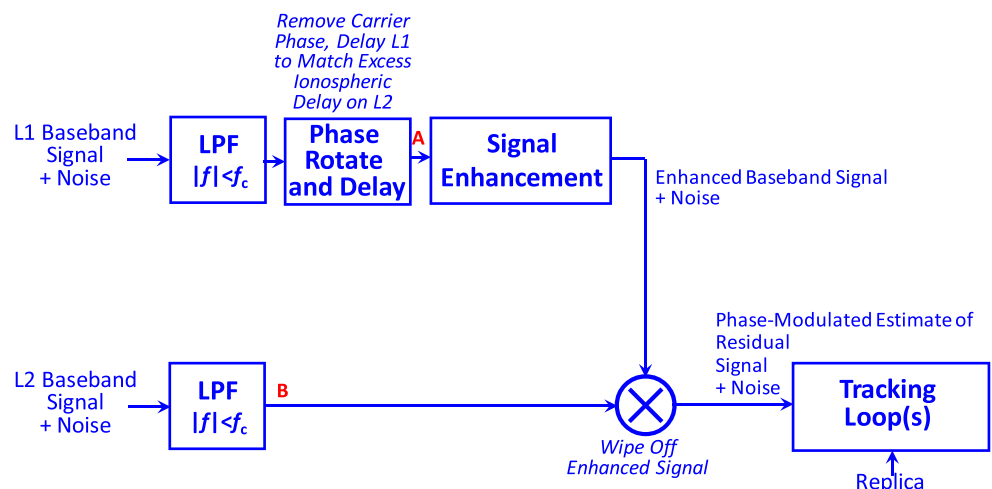 Remove Carrier
Phase, Delay L1
to Match Excess
Ionospheric
Delay on L2
L1 Baseband
Signal
+ Noise
LPF
|f|<fc
Phase
Rotate
and Delay
A
Signal
Enhancement
Enhanced Baseband Signal
+ Noise
L2 Baseband
Signal
+ Noise
LPF
|f|<fc
B
Wipe Off
Enhanced Signal
Phase-Modulated Estimate of
Residual
Signal
+ Noise
Tracking
Loop(s)
Replica